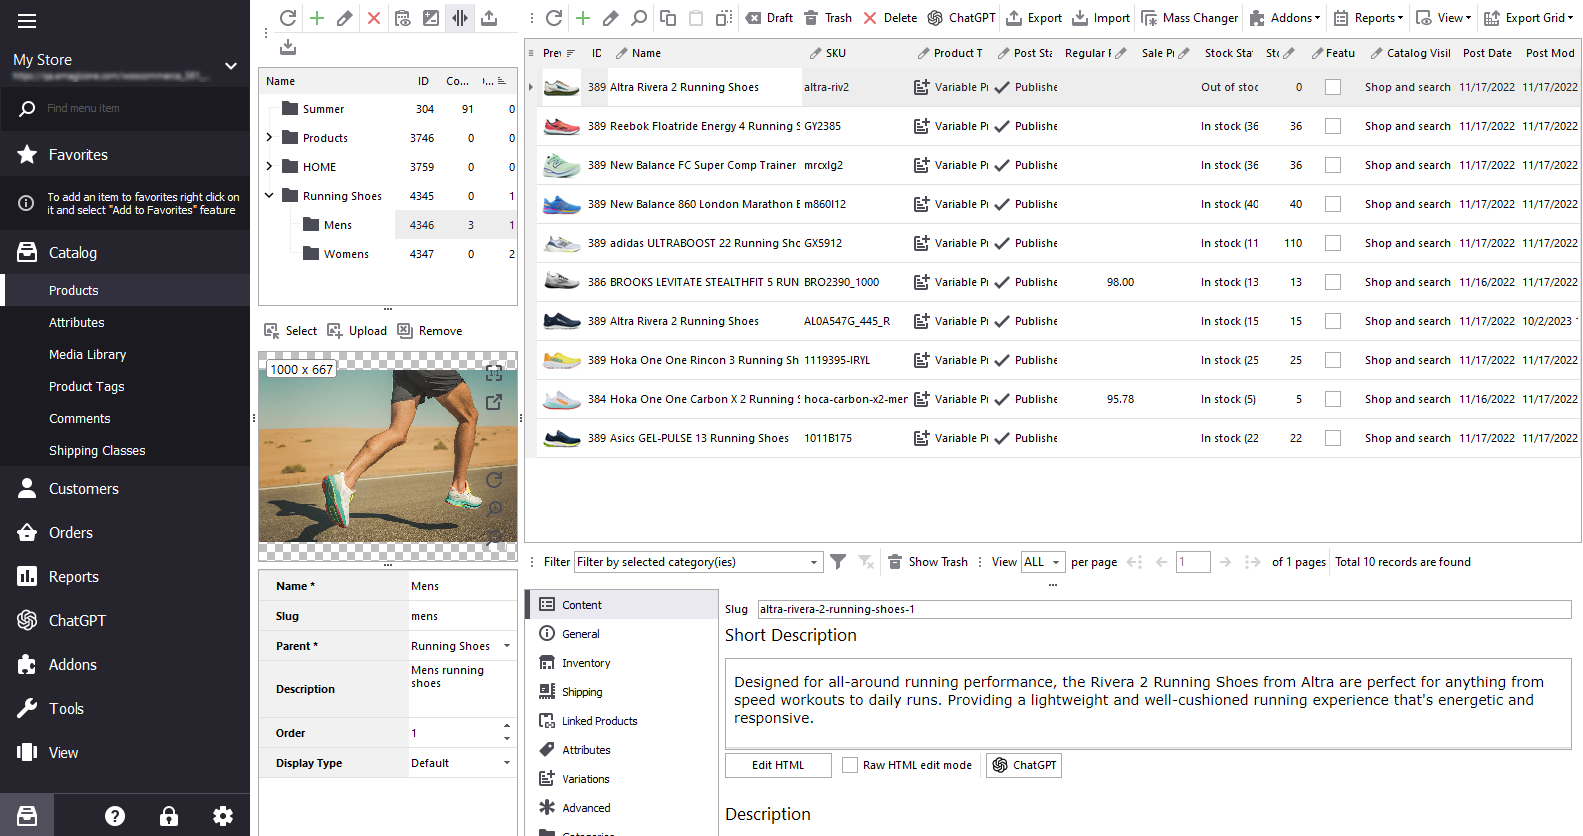 My Store
Find menu item
Favorites
To add an item to favorites right click on
it and select "Add to Favorites" feature
Catalog
Products
Attributes
Media Library
Product Tags
Comments
Shipping Classes
Customers
Orders
Reports
ChatGPT
Addons
Tools
View
Name ID Co... )...
Summer 304 91 0
Products 3746 0 0
HOME 3759 0 0
Running Shoes 4345 0 1
Mens 4346 3 1
Womens 4347 0 2
Select Upload Remove
1000 x 667
Name * Mens
Slug mens
Parent * Running Shoes
Description Mens running
shoes
Order 1
Display Type Default
Draft Trash Delete ChatGPT Export Import Mass Changer Addons Reports View Export Grid
Prev ID Name SKU Product T Post Sta Regular F Sale Pr Stock Stat Stc Featu Catalog Visil Post Date Post Mod
389 Altra Rivera 2 Running Shoes altra-riv2 Variable Pr Publishe Out of stoc 0 Shop and search 11/17/2022 11/17/2022
389 Reebok Floatride Energy 4 Running S GY2385 Variable Pr Publishe In stock (36 36 Shop and search 11/17/2022 11/17/2022
389 New Balance FC Super Comp Trainer mrcxlg2 Variable Pr Publishe In stock (36 36 Shop and search 11/17/2022 11/17/2022
389 New Balance 860 London Marathon E m860l12 Variable Pr Publishe In stock (40 40 Shop and search 11/17/2022 11/17/2022
389 adidas ULTRABOOST 22 Running Sho GX5912 Variable Pr Publishe In stock (11 110 Shop and search 11/17/2022 11/17/2022
386 BROOKS LEVITATE STEALTHFIT 5 RUN BRO2390_1000 Variable Pr Publishe 98.00 In stock (13 13 Shop and search 11/16/2022 11/17/2022
389 Altra Rivera 2 Running Shoes AL0A547G_445_R Variable Pr Publishe In stock (15 15 Shop and search 11/17/2022 10/2/2023
389 Hoka One One Rincon 3 Running Sh 1119395-IRYL Variable Pr Publishe In stock (25 25 Shop and search 11/17/2022 11/17/2022
384 Hoka One One Carbon X 2 Running S hoca-carbon-x2-mer Variable Pr Publishe 95.78 In stock (5) 5 Shop and search 11/16/2022 11/17/2022
389 Asics GEL-PULSE 13 Running Shoes 1011B175 Variable Pr Publishe In stock (22 22 Shop and search 11/17/2022 11/17/2022
Filter Filter by selected category(ies) Show Trash View ALL per page 1 of 1 pages Total 10 records are found
Content
General
Inventory
Shipping
Linked Products
Attributes
Variations
Advanced
Categories
Slug altra-rivera-2-running-shoes-1
Short Description
Designed for all-around running performance, the Rivera 2 Running Shoes from Altra are perfect for anything from
speed workouts to daily runs. Providing a lightweight and well-cushioned running experience that's energetic and
responsive.
Edit HTML Raw HTML edit mode ChatGPT
Description